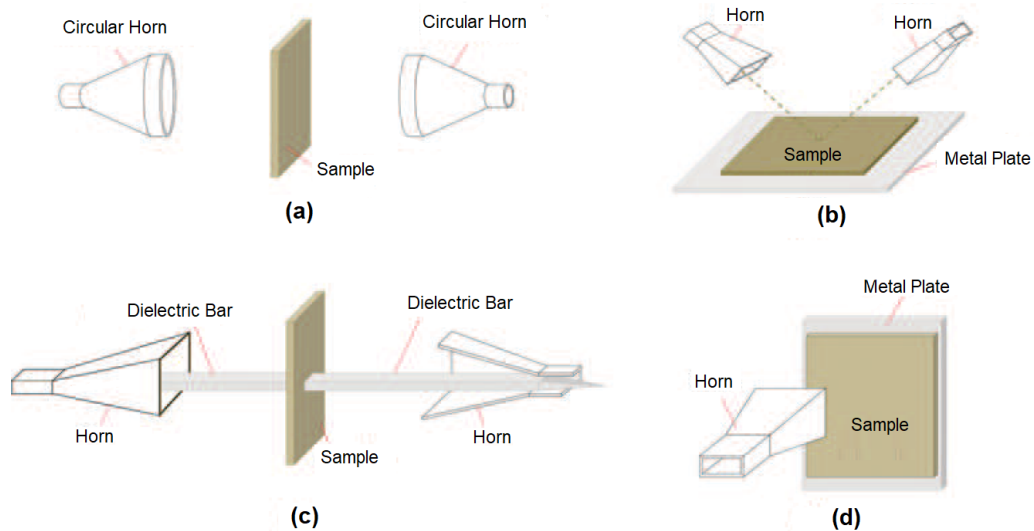 Circular Horn
Circular Horn
Sample
(a)
Horn
Horn
Sample
Metal Plate
(b)
Dielectric Bar
Dielectric Bar
Horn
Horn
Sample
(c)
Metal Plate
Horn
Sample
(d)